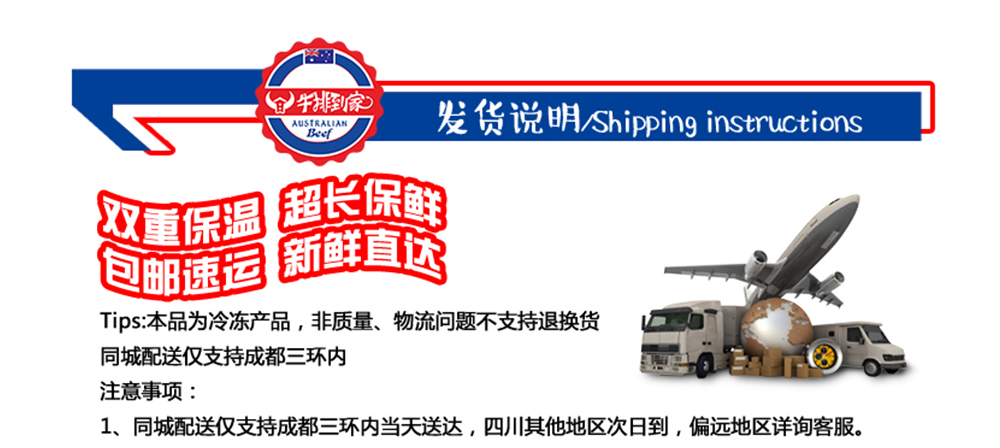 牛排到家
AUSTRALIAN
Beef
发货说明/Shipping instructions
双重保温 超长保鲜
包邮速运 新鲜直达
Tips:本品为冷冻产品，非质量、物流问题不支持退换货
同城配送仅支持成都三环内
注意事项：
1、同城配送仅支持成都三环内当天送达，四川其他地区次日到，偏远地区详询客服。